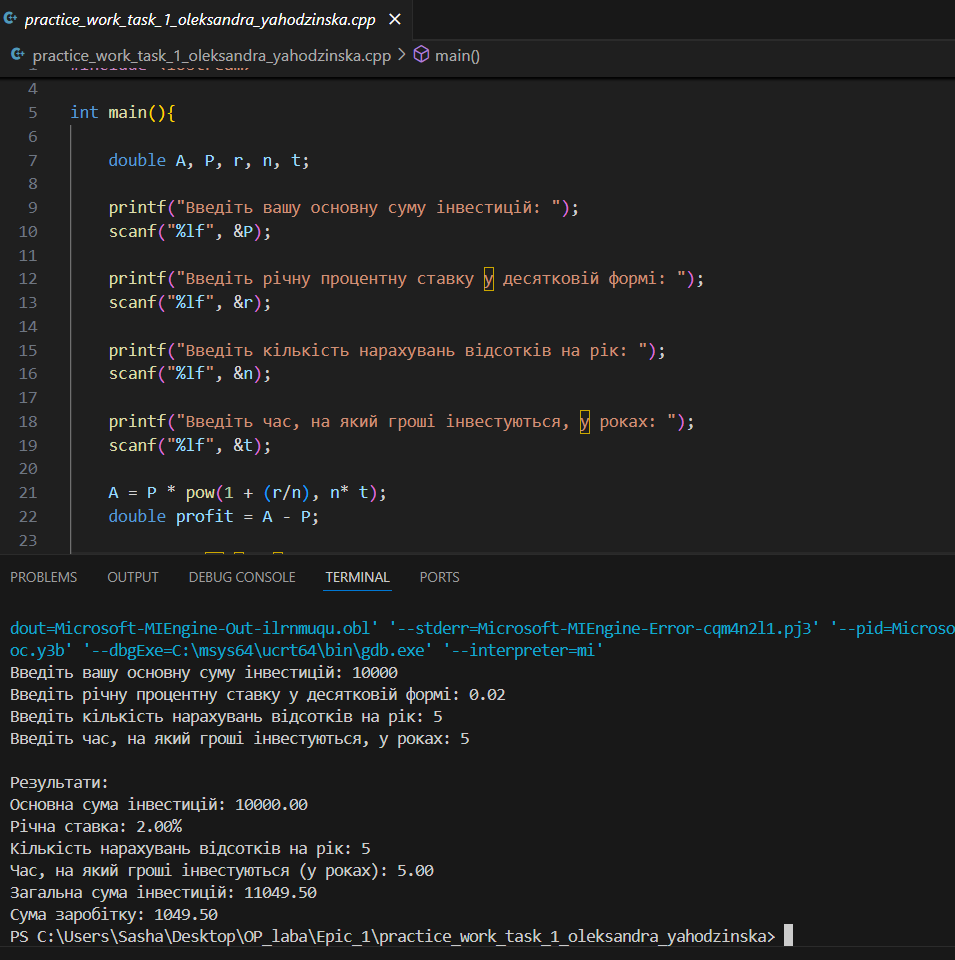 practice_work_task_1_oleksandra_yahodzinska.cpp
practice_work_task_1_oleksandra_yahodzinska.cpp > main()
4
5 int main(){
6
7 double A, P, r, n, t;
8
9 printf("Введіть вашу основну суму інвестицій: ");
10 scanf("%lf", &P);
11
12 printf("Введіть річну процентну ставку у десятковій формі: ");
13 scanf("%lf", &r);
14
15 printf("Введіть кількість нарахувань відсотків на рік: ");
16 scanf("%lf", &n);
17
18 printf("Введіть час, на який гроші інвестуються, у роках: ");
19 scanf("%lf", &t);
20
21 A = P * pow(1 + (r/n), n* t);
22 double profit = A - P;
23
PROBLEMS OUTPUT DEBUG CONSOLE TERMINAL PORTS
dout=Microsoft-MIEngine-Out-ilrnmuqu.obl' '--stderr=Microsoft-MIEngine-Error-cqm4n2l1.pj3' '--pid=Microso
oc.y3b' '--dbgExe=C:\msys64\ucrt64\bin\gdb.exe' '--interpreter=mi'
Введіть вашу основну суму інвестицій: 10000
Введіть річну процентну ставку у десятковій формі: 0.02
Введіть кількість нарахувань відсотків на рік: 5
Введіть час, на який гроші інвестуються, у роках: 5
Результати:
Основна сума інвестицій: 10000.00
Річна ставка: 2.00%
Кількість нарахувань відсотків на рік: 5
Час, на який гроші інвестуються (у роках): 5.00
Загальна сума інвестицій: 11049.50
Сума заробітку: 1049.50
PS C:\Users\Sasha\Desktop\OP_laba\Epic_1\practice_work_task_1_oleksandra_yahodzinska>